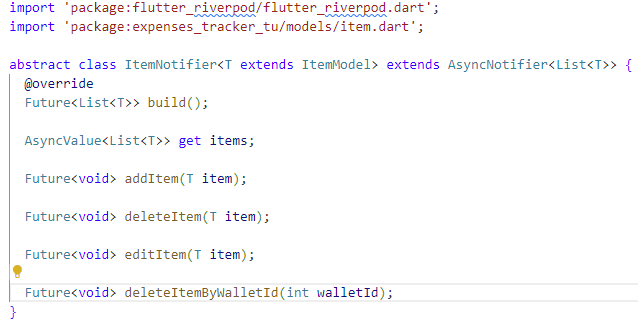 import 'package:flutter_riverpod/flutter_riverpod.dart';
import 'package:expenses_tracker_tu/models/item.dart';
abstract class ItemNotifier<T extends ItemModel> extends AsyncNotifier<List<T>> {
@override
Future<List<T>> build();
AsyncValue<List<T>> get items;
Future<void> addItem(T item);
Future<void> deleteItem(T item);
Future<void> editItem(T item);
Future<void> deleteItemByWalletId(int walletId);
}